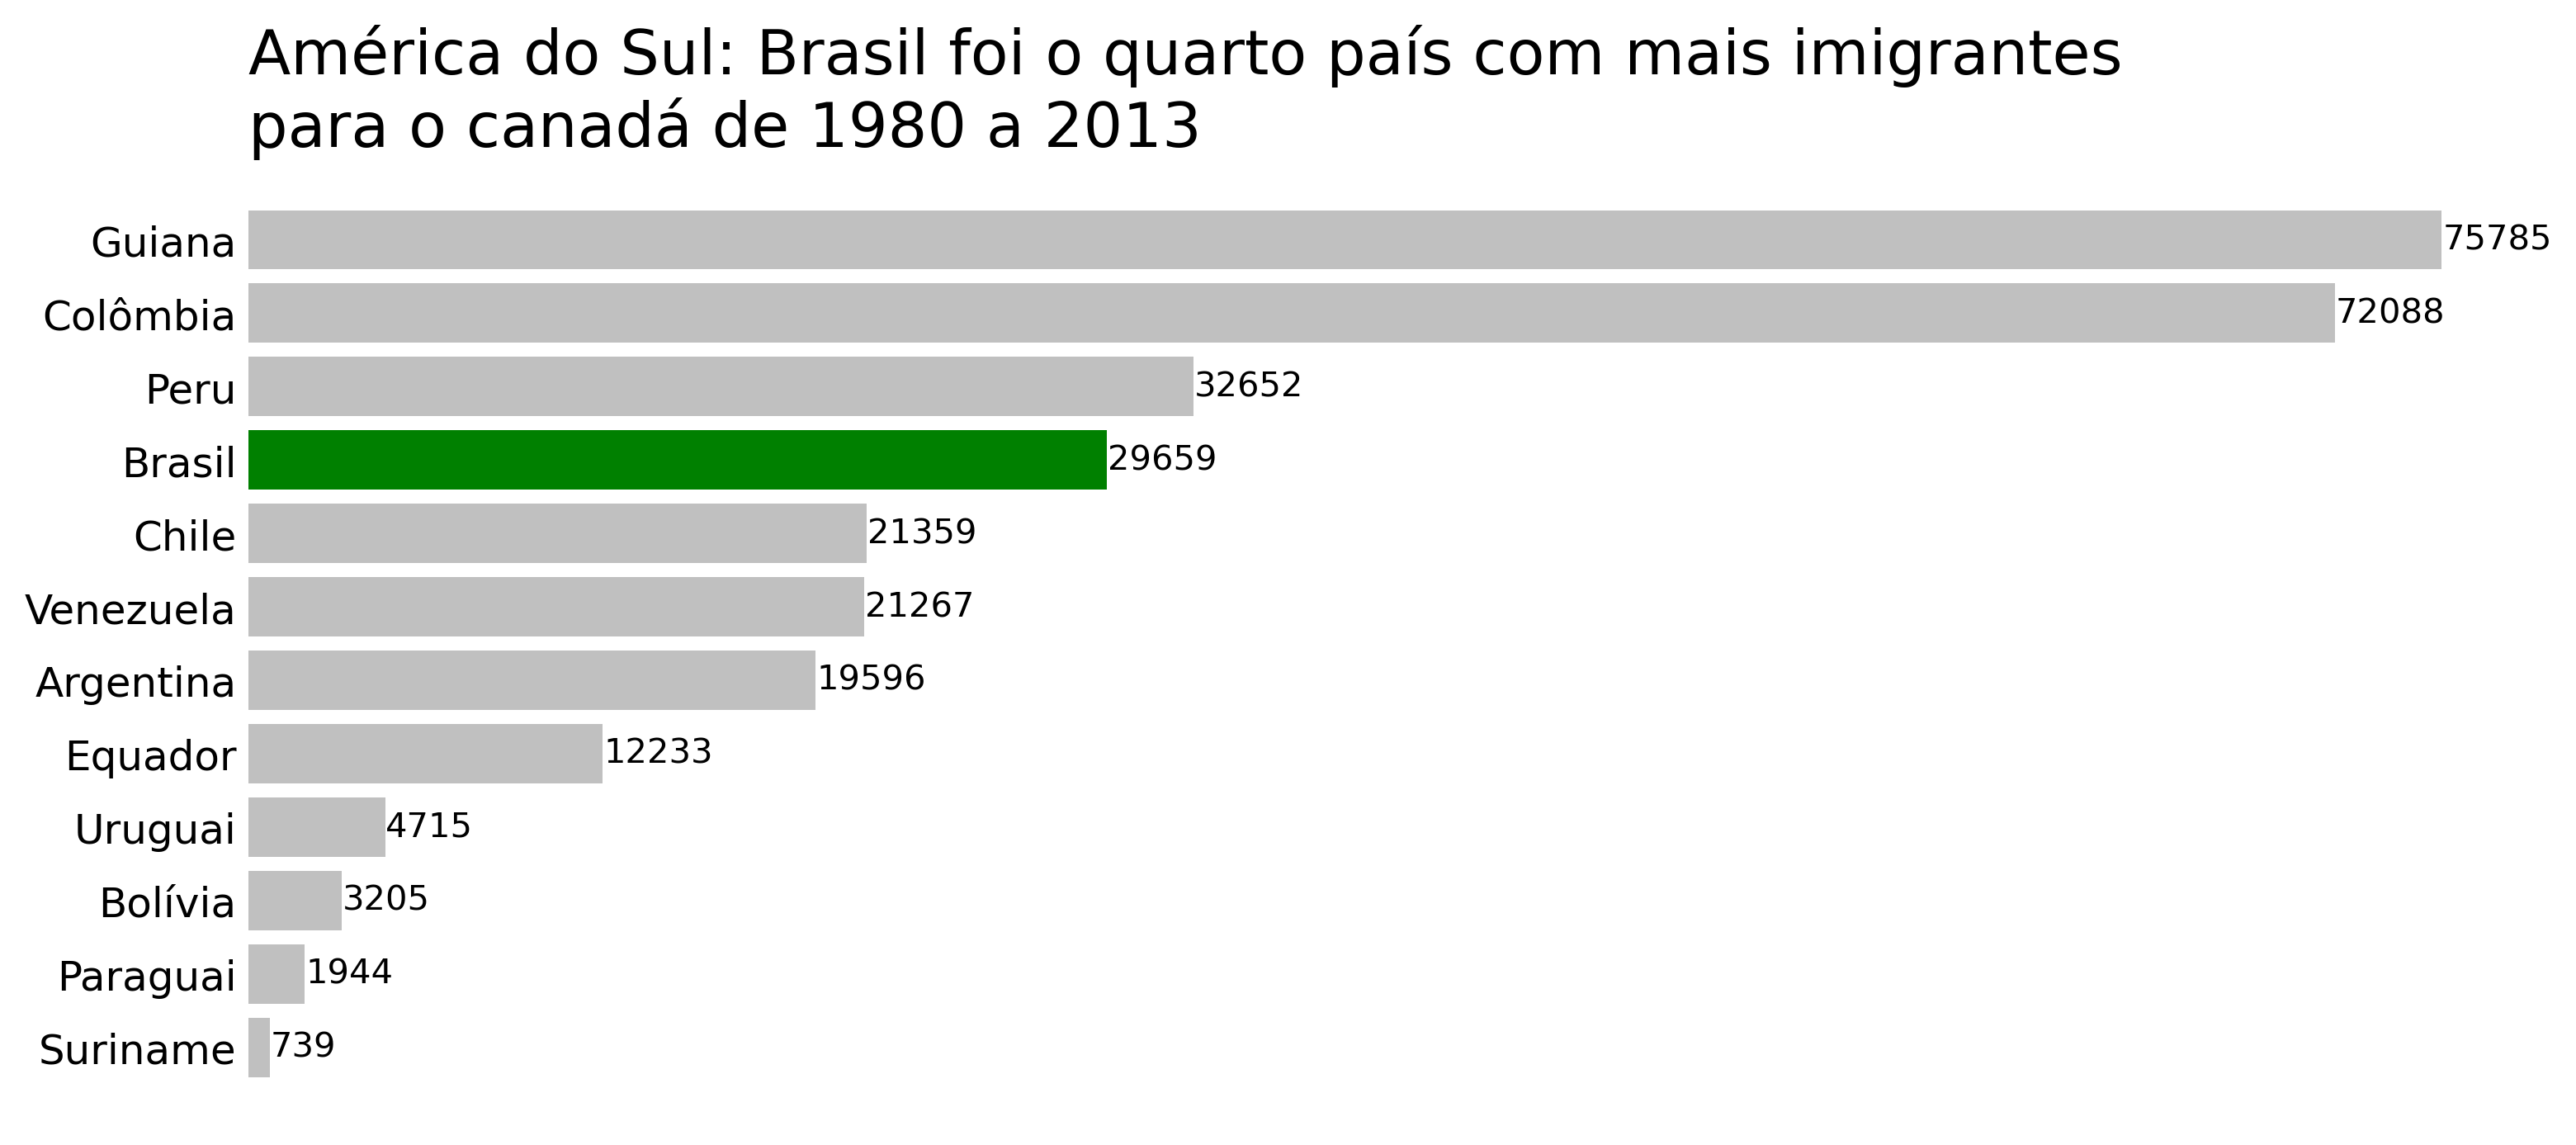 América do Sul: Brasil foi o quarto país com mais imigrantes
para o canadá de 1980 a 2013
Guiana 75785
Colômbia 72088
Peru 32652
Brasil 29659
Chile 21359
Venezuela 21267
Argentina 19596
Equador 12233
Uruguai 4715
Bolívia 3205
Paraguai 1944
Suriname 739